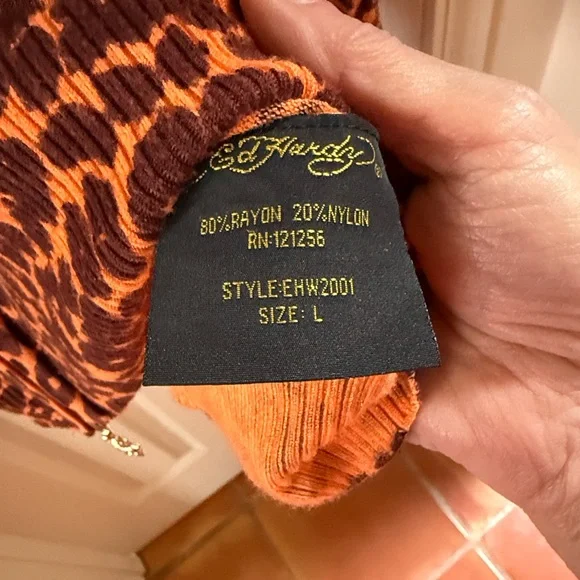 Ed Hardy
®
80%RAYON 20%NYLON
RN:121256
STYLE:EHW2001
SIZE: L